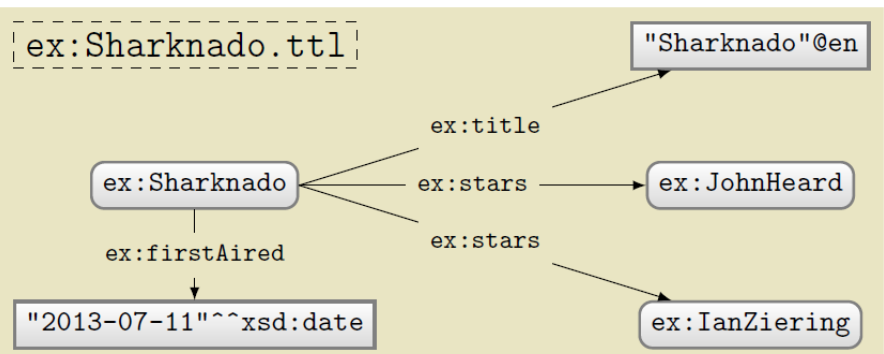 ex:Sharknado.ttl
"Sharknado"@en
ex:title
ex:Sharknado
ex:stars
ex:JohnHeard
ex:stars
ex:firstAired
"2013-07-11"^^xsd:date
ex:IanZiering